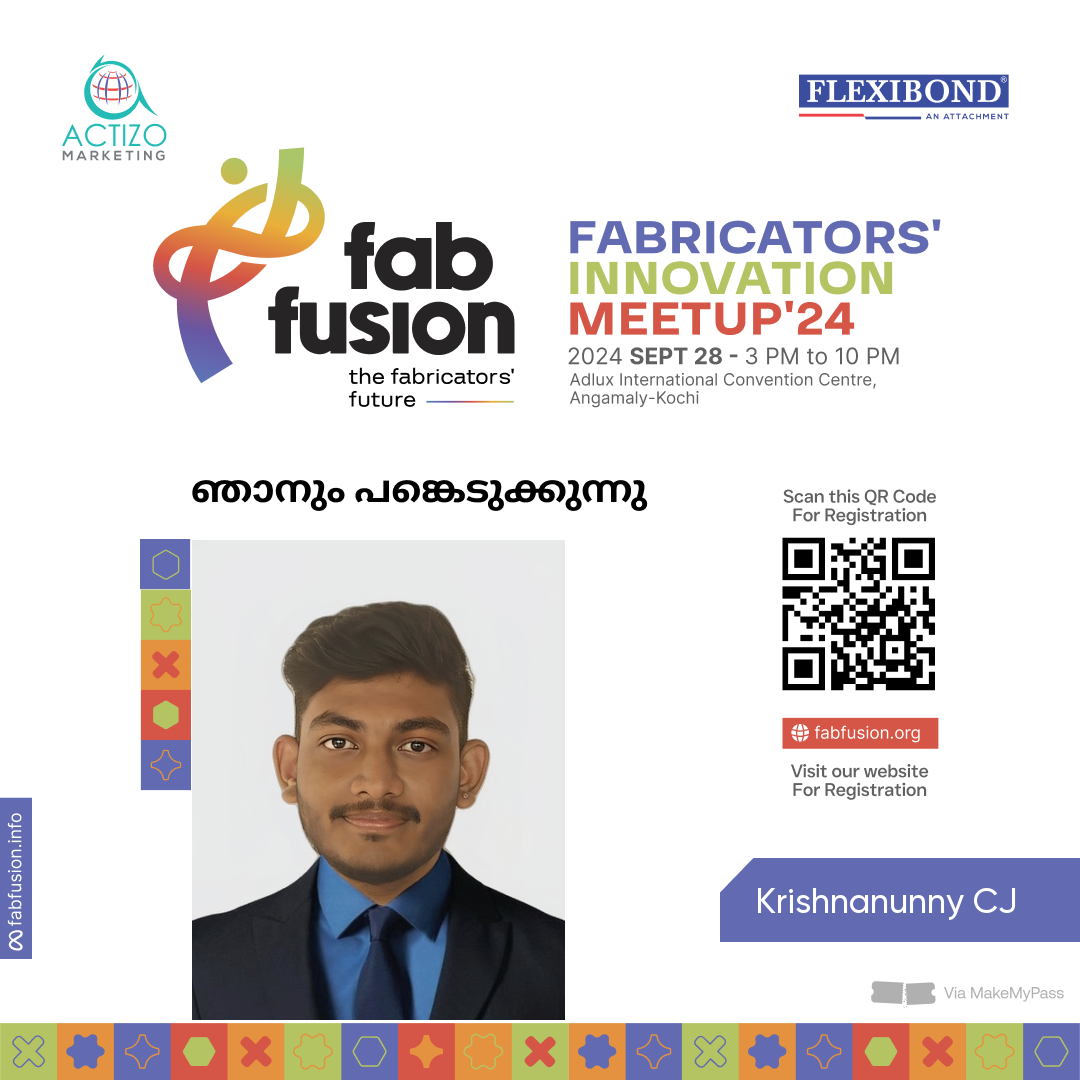 ACTIZO
MARKETING
FLEXIBOND®
AN ATTACHMENT
fab
fusion
the fabricators'
future
FABRICATORS'
INNOVATION
MEETUP'24
2024 SEPT 28 - 3 PM to 10 PM
Adlux International Convention Centre,
Angamaly-Kochi
ഞാനും പങ്കെടുക്കുന്നു
Scan this QR Code
For Registration
fabfusion.org
Visit our website
For Registration
fabfusion.info
Krishnanunny CJ
Via MakeMyPass